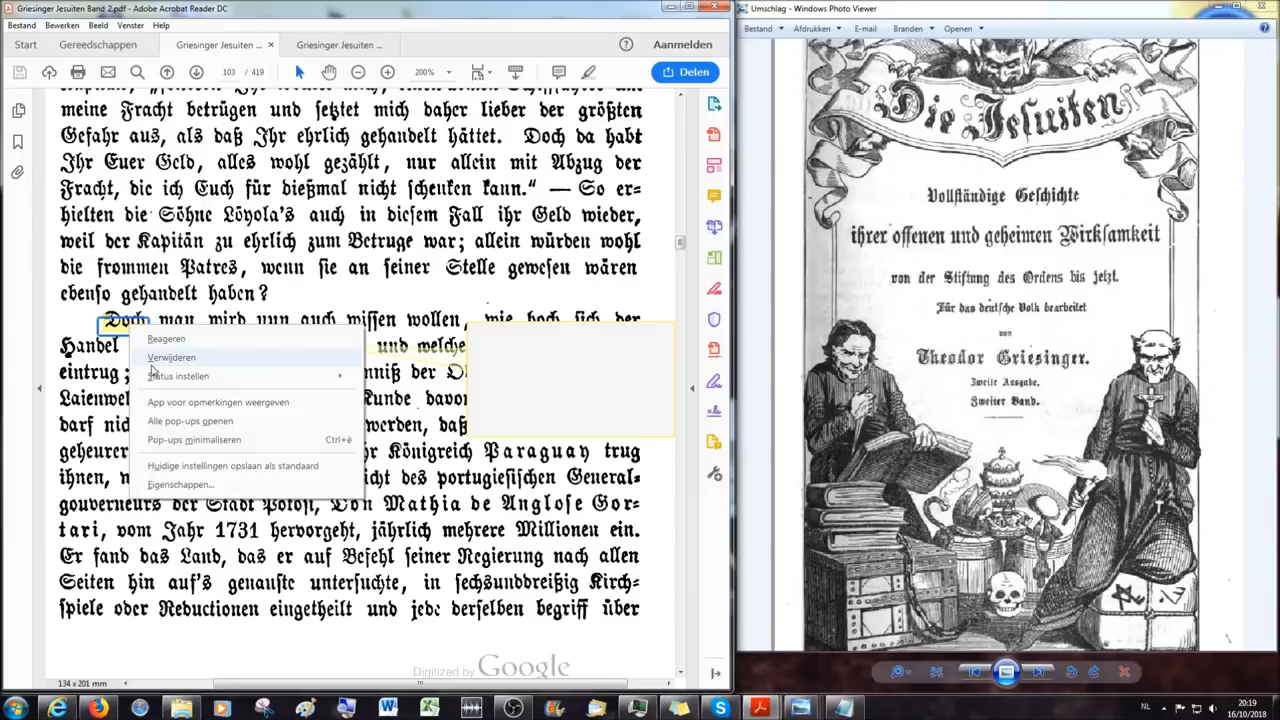 Griesinger Jesuiten Band 2.pdf - Adobe Acrobat Reader DC
Bestand Bewerken Beeld Venster Help
Start Gereedschappen Griesinger Jesuiten ... × Griesinger Jesuiten ... Aanmelden
103 / 419 200% Delen
meine Fracht betrügen und setztet mich daher lieber der größten
Gefahr aus, als daß Ihr ehrlich gehandelt hättet. Doch da habt
Ihr Euer Geld, alles wohl gezählt, nur allein mit Abzug der
Fracht, die ich Euch für dießmal nicht schenken kann.“ — So er-
hielten die Söhne Löyola's auch in diesem Fall ihr Geld wieder,
weil der Kapitän zu ehrlich zum Betruge war; allein würden wohl
die frommen Patres, wenn sie an seiner Stelle gewesen wären
ebenso gehandelt haben?
Doch man wird nun auch wissen wollen, wie hoch sich der
Handel und welche
eintrug; niß der
Laienwel kunde davon
darf nich werden, daß
geheurer r Königreich Paraguay trug
ihnen, icht des portugiesischen General-
gouverneurs der Stadt Potosi, Don Mathia de Anglose Gor-
tari, vom Jahr 1731 hervorgeht, jährlich mehrere Millionen ein.
Er fand das Land, das er auf Befehl seiner Regierung nach allen
Seiten hin auf's genauste untersuchte, in sechsunddreißig Kirch-
spiele oder Reductionen eingetheilt und jede derselben begriff über
Digitized by Google
134 x 201 mm
Reageren
Verwijderen
Status instellen
App voor opmerkingen weergeven
Alle pop-ups openen
Pop-ups minimaliseren Ctrl+è
Huidige instellingen opslaan als standaard
Eigenschappen...
Umschlag - Windows Photo Viewer
Bestand Afdrukken E-mail Branden Openen
Die Jesuiten
Vollständige Geschichte
ihrer offenen und geheimen Wirksamkeit
von der Stiftung des Ordens bis jetzt.
Für das deutsche Volk bearbeitet
von
Theodor Griesinger.
Zweite Ausgabe.
Zweiter Band.
NL 20:19
16/10/2018